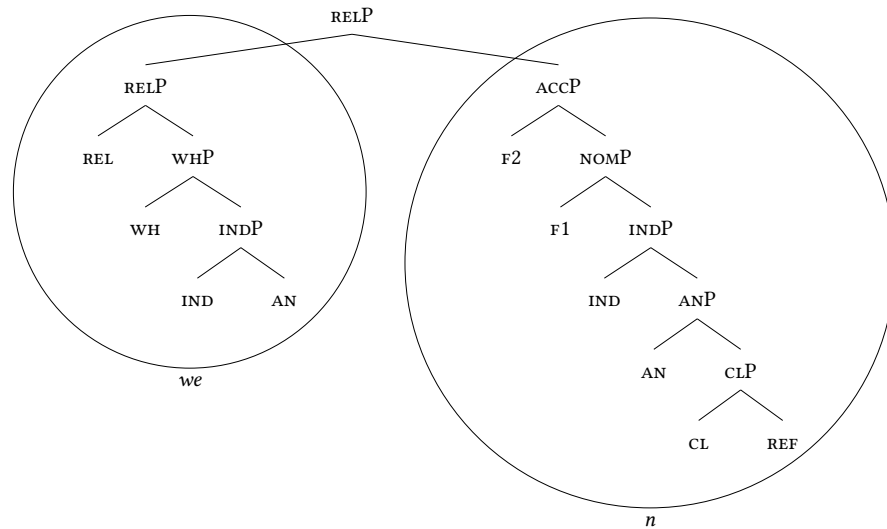 RELP
RELP ACCP
REL WHP F2 NOMP
WH INDP F1 INDP
IND AN IND ANP
AN CLP
we
CL REF
n